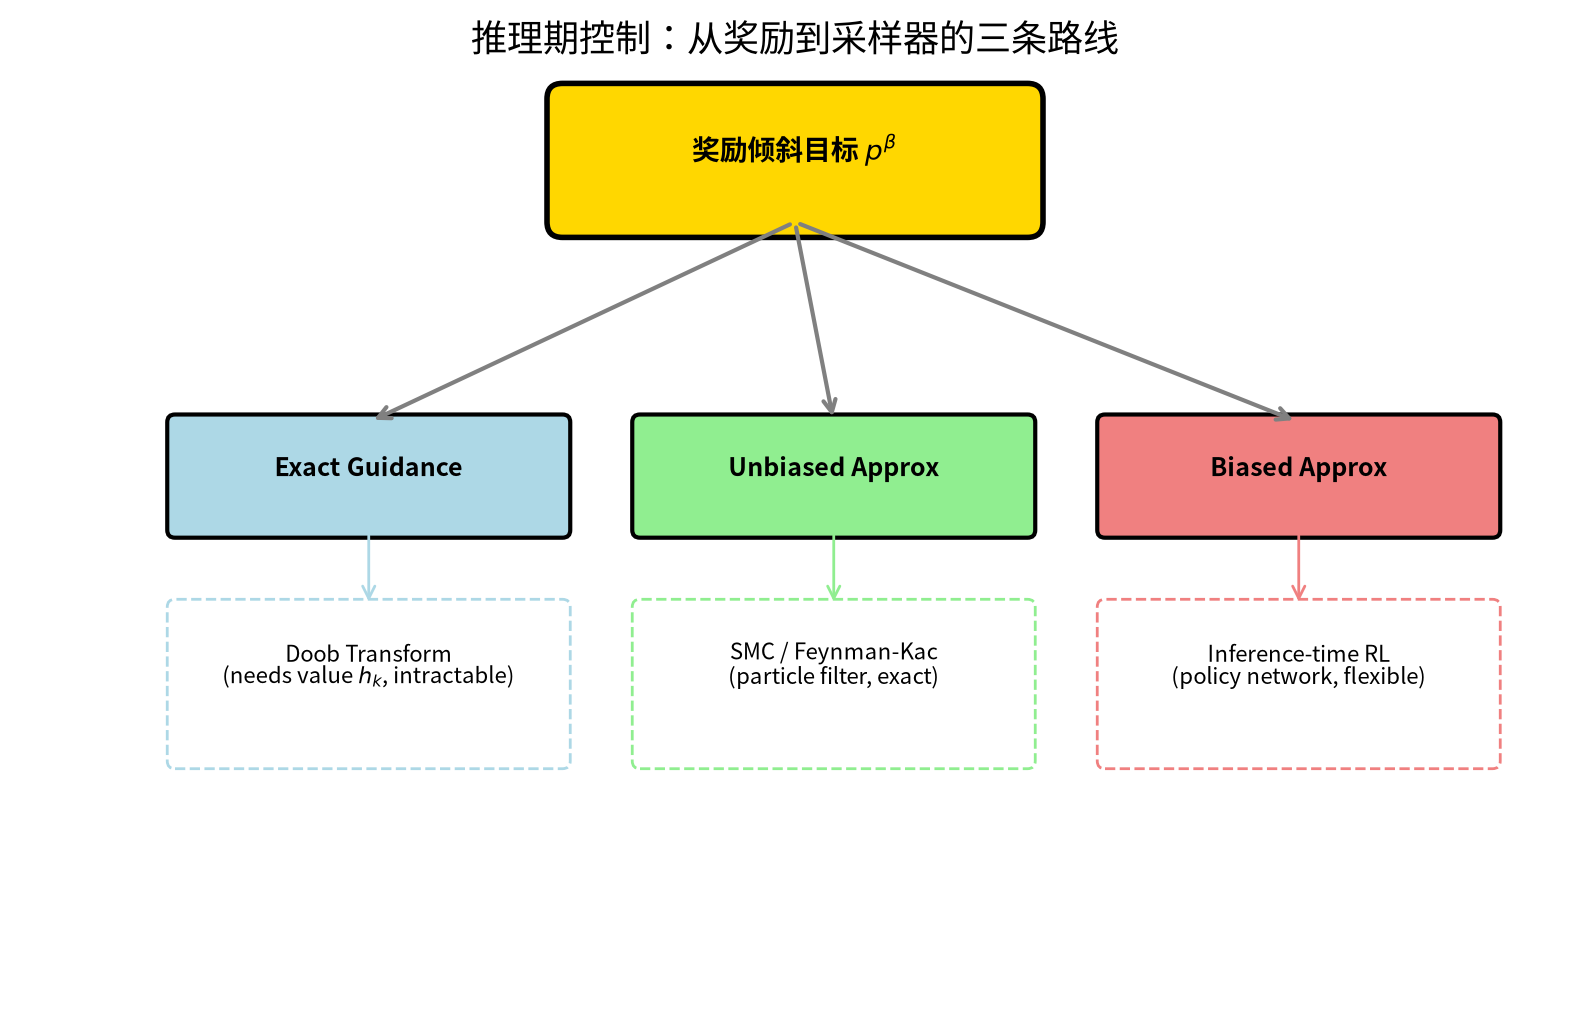 推理期控制：从奖励到采样器的三条路线
奖励倾斜目标 p^β
Exact Guidance
Unbiased Approx
Biased Approx
Doob Transform
(needs value h_k, intractable)
SMC / Feynman-Kac
(particle filter, exact)
Inference-time RL
(policy network, flexible)